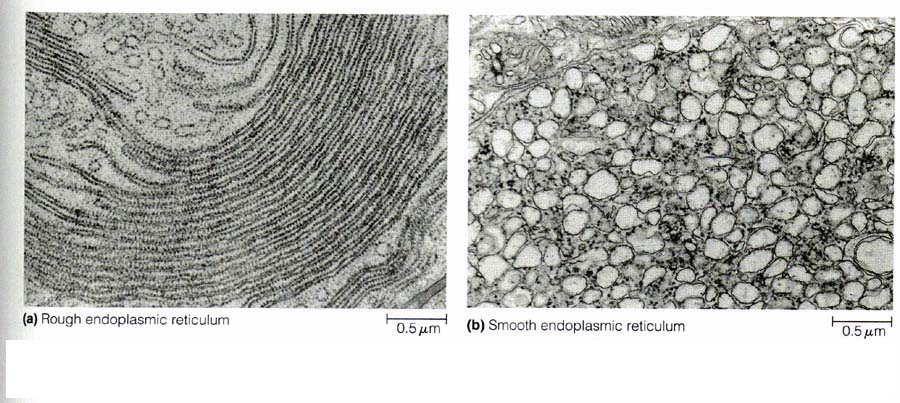 (a) Rough endoplasmic reticulum
0.5 μm
(b) Smooth endoplasmic reticulum
0.5 μm